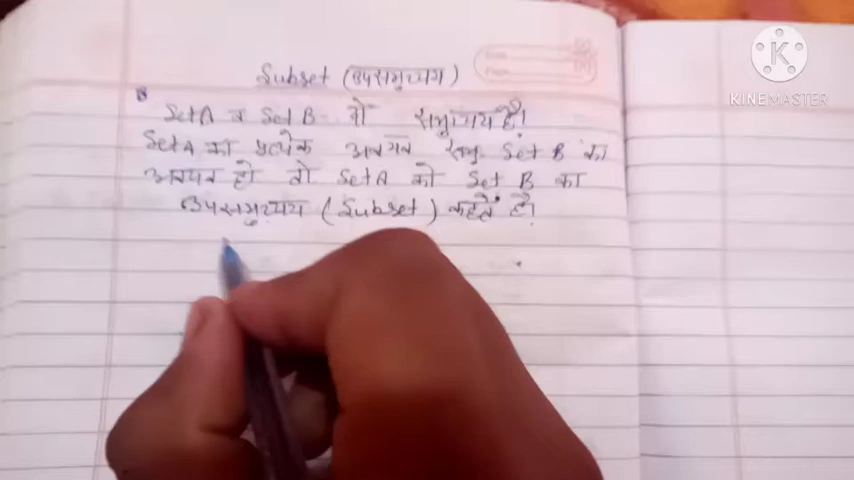 Subset (उपसमुच्चय)
Set A व Set B दो समुच्चय है।
Set A का प्रत्येक अवयव समु Set B का
अवयव हो तो Set A को Set B का
उपसमुच्चय (Subset) कहते है।
KINEMASTER